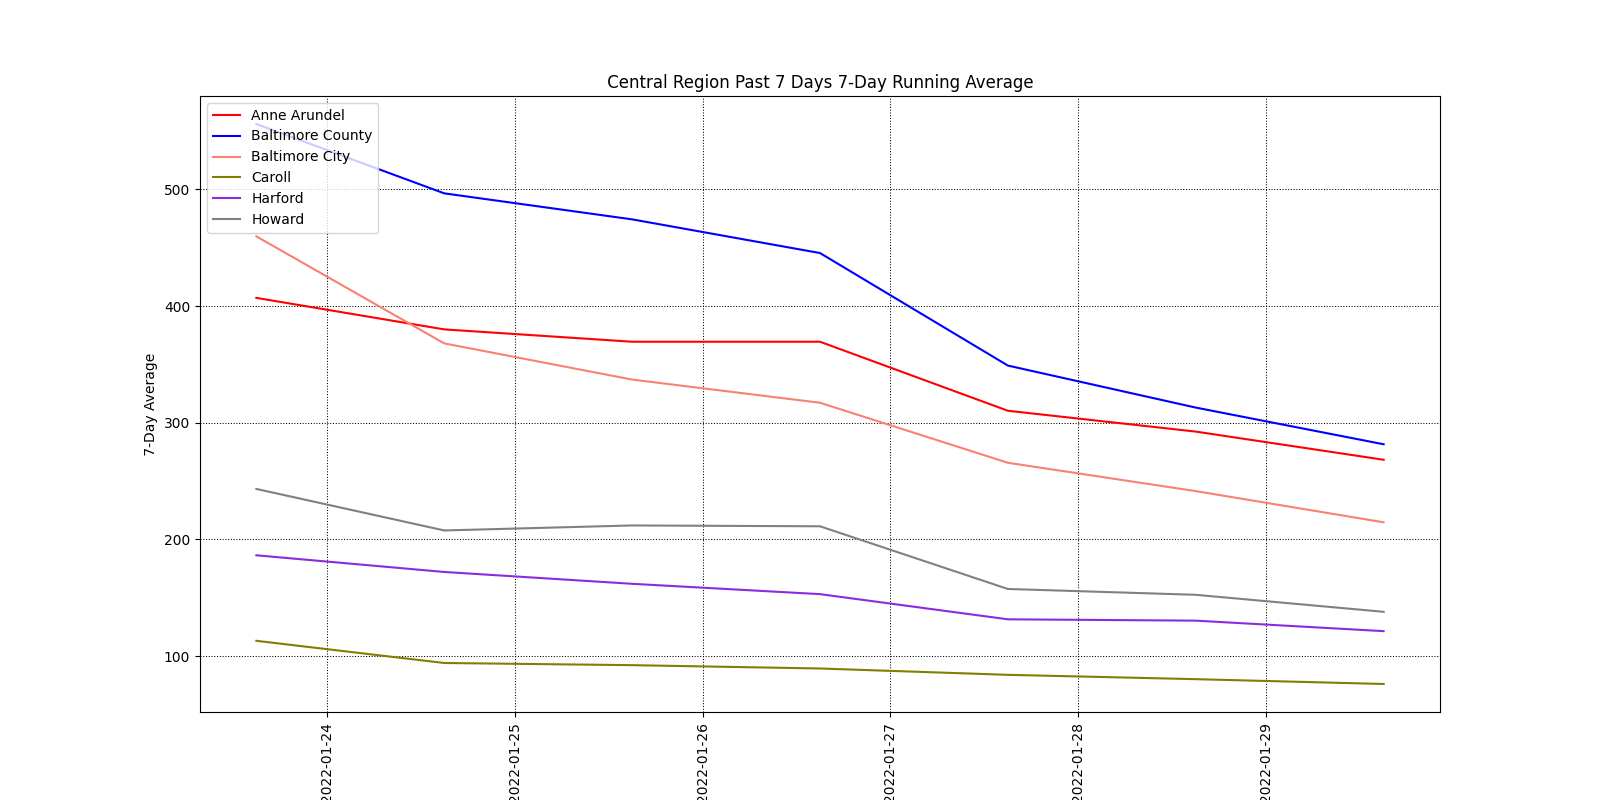 Central Region Past 7 Days 7-Day Running Average
Anne Arundel
Baltimore County
Baltimore City
Caroll
Harford
Howard
7-Day Average
500
400
300
200
100
2022-01-24
2022-01-25
2022-01-26
2022-01-27
2022-01-28
2022-01-29